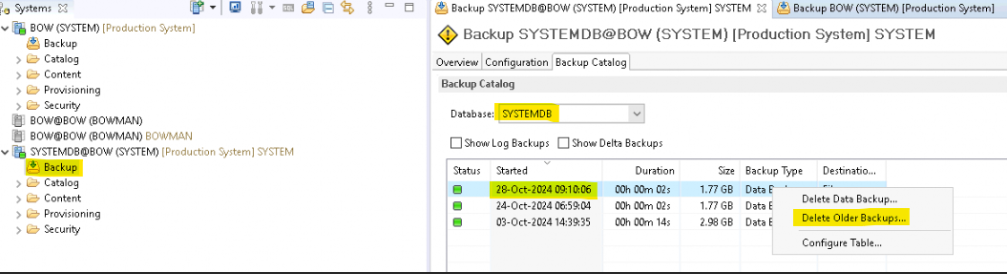 Systems
BOW (SYSTEM) [Production System]
Backup
Catalog
Content
Provisioning
Security
BOW@BOW (BOWMAN)
BOW@BOW (BOWMAN) BOWMAN
SYSTEMDB@BOW (SYSTEM) [Production System] SYSTEM
Backup
Catalog
Content
Provisioning
Security
Backup SYSTEMDB@BOW (SYSTEM) [Production System] SYSTEM
Backup BOW (SYSTEM) [Production System]
Backup SYSTEMDB@BOW (SYSTEM) [Production System] SYSTEM
Overview Configuration Backup Catalog
Backup Catalog
Database: SYSTEMDB
Show Log Backups Show Delta Backups
Status Started Duration Size Backup Type Destinatio...
28-Oct-2024 09:10:06 00h 00m 02s 1.77 GB Data
24-Oct-2024 06:59:04 00h 00m 02s 1.77 GB Data
03-Oct-2024 14:39:35 00h 00m 14s 2.98 GB Data
Delete Data Backup...
Delete Older Backups...
Configure Table...